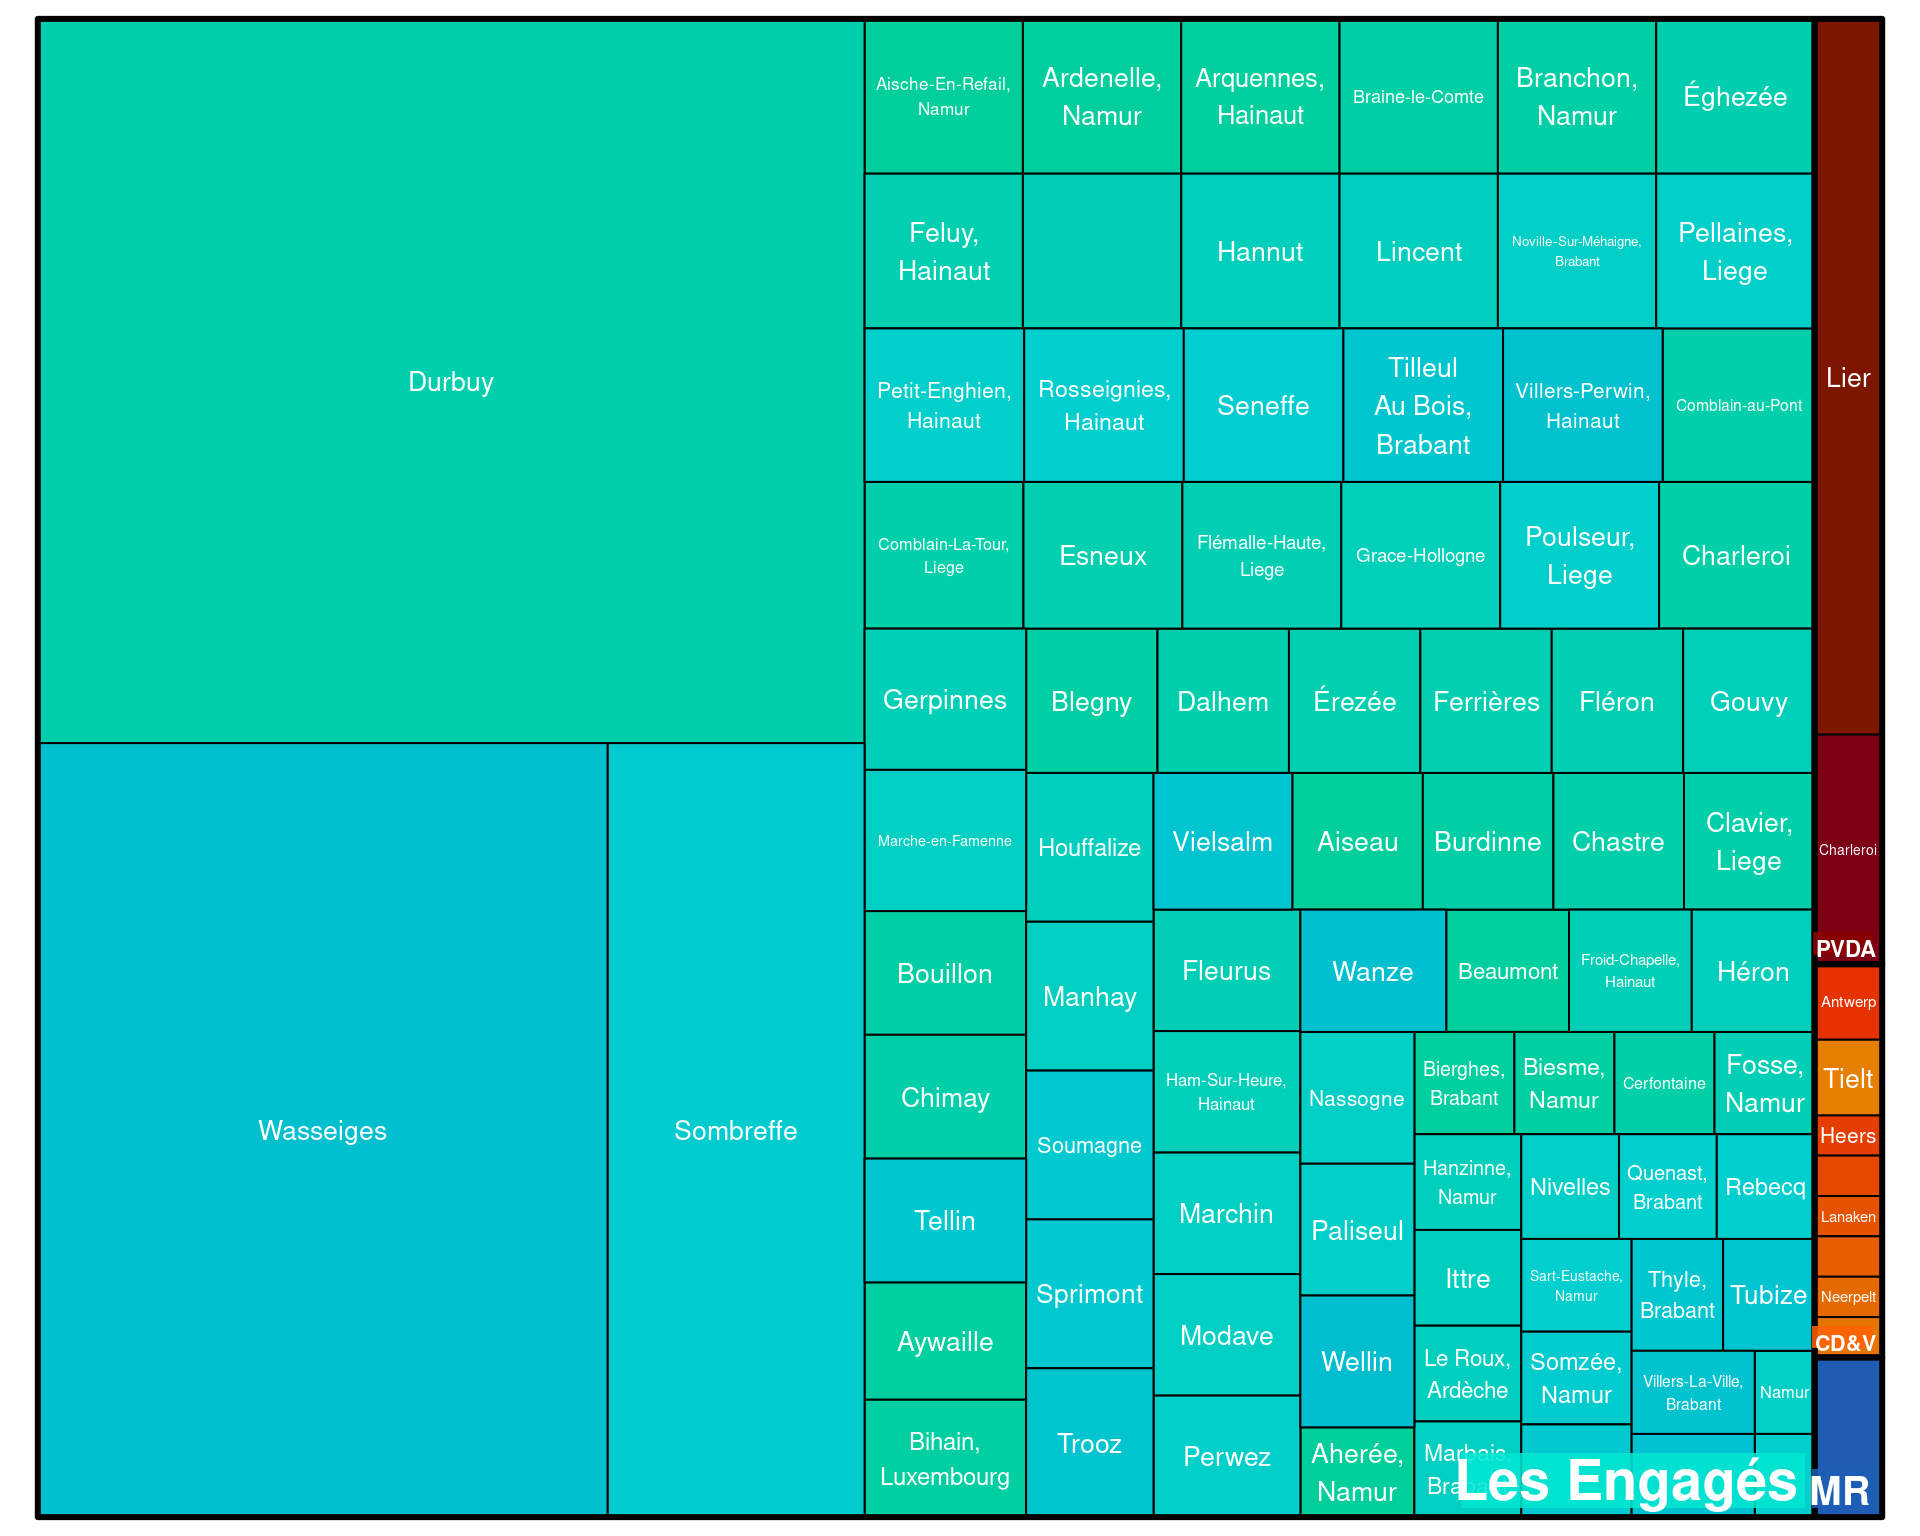 Durbuy
Wasseiges
Sombreffe
Aische-En-Refail,
Namur
Ardenelle,
Namur
Arquennes,
Hainaut
Braine-le-Comte
Branchon,
Namur
Éghezée
Feluy,
Hainaut
Hannut
Lincent
Noville-Sur-Méhaigne,
Brabant
Pellaines,
Liege
Petit-Enghien,
Hainaut
Rosseignies,
Hainaut
Seneffe
Tilleul
Au Bois,
Brabant
Villers-Perwin,
Hainaut
Comblain-au-Pont
Comblain-La-Tour,
Liege
Esneux
Flémalle-Haute,
Liege
Grace-Hollogne
Poulseur,
Liege
Charleroi
Gerpinnes
Blegny
Dalhem
Érezée
Ferrières
Fléron
Gouvy
Marche-en-Famenne
Houffalize
Vielsalm
Aiseau
Burdinne
Chastre
Clavier,
Liege
Bouillon
Manhay
Fleurus
Wanze
Beaumont
Froid-Chapelle,
Hainaut
Héron
Chimay
Soumagne
Ham-Sur-Heure,
Hainaut
Nassogne
Bierghes,
Brabant
Biesme,
Namur
Cerfontaine
Fosse,
Namur
Tellin
Sprimont
Marchin
Paliseul
Hanzinne,
Namur
Nivelles
Quenast,
Brabant
Rebecq
Aywaille
Modave
Wellin
Ittre
Sart-Eustache,
Namur
Thyle,
Brabant
Tubize
Bihain,
Luxembourg
Trooz
Perwez
Aherée,
Namur
Le Roux,
Ardèche
Somzée,
Namur
Villers-La-Ville,
Brabant
Namur
Marbais,
Brabant
Les Engagés
Lier
Charleroi
PVDA
Antwerp
Tielt
Heers
Lanaken
Neerpelt
CD&V
MR